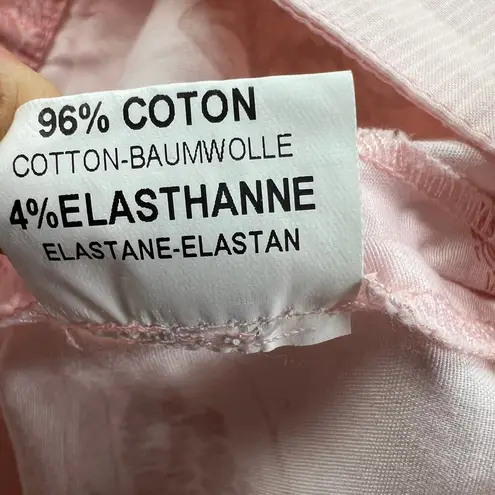 96% COTON
COTTON-BAUMWOLLE
4%ELASTHANNE
ELASTANE-ELASTAN